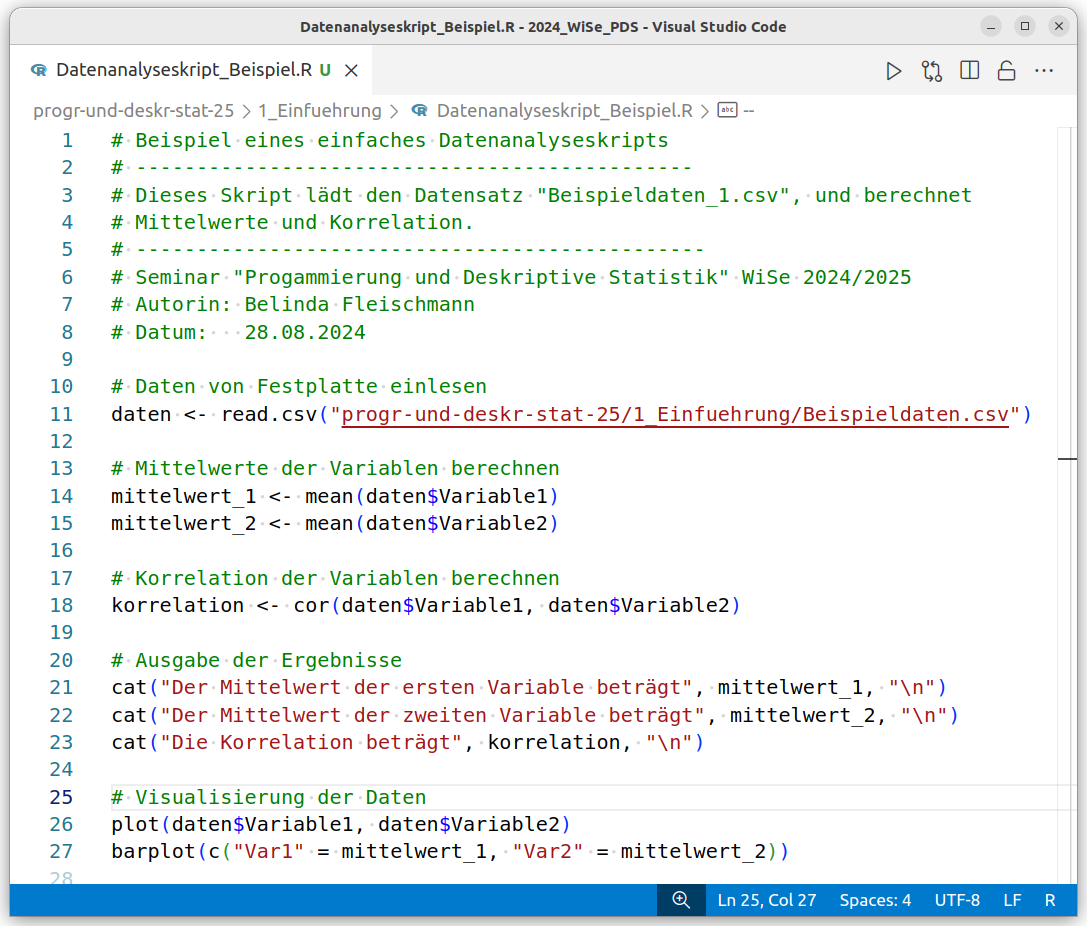 Datenanalyseskript_Beispiel.R - 2024_WiSe_PDS - Visual Studio Code
Datenanalyseskript_Beispiel.R U
progr-und-deskr-stat-25 > 1_Einfuehrung > Datenanalyseskript_Beispiel.R > abc --
1 # Beispiel eines einfaches Datenanalyseskripts
2 # ----------------------------------------------
3 # Dieses Skript lädt den Datensatz "Beispieldaten_1.csv", und berechnet
4 # Mittelwerte und Korrelation.
5 # -----------------------------------------------
6 # Seminar "Progammierung und Deskriptive Statistik" WiSe 2024/2025
7 # Autorin: Belinda Fleischmann
8 # Datum:   28.08.2024
9
10 # Daten von Festplatte einlesen
11 daten <- read.csv("progr-und-deskr-stat-25/1_Einfuehrung/Beispieldaten.csv")
12
13 # Mittelwerte der Variablen berechnen
14 mittelwert_1 <- mean(daten$Variable1)
15 mittelwert_2 <- mean(daten$Variable2)
16
17 # Korrelation der Variablen berechnen
18 korrelation <- cor(daten$Variable1, daten$Variable2)
19
20 # Ausgabe der Ergebnisse
21 cat("Der Mittelwert der ersten Variable beträgt", mittelwert_1, "\n")
22 cat("Der Mittelwert der zweiten Variable beträgt", mittelwert_2, "\n")
23 cat("Die Korrelation beträgt", korrelation, "\n")
24
25 # Visualisierung der Daten
26 plot(daten$Variable1, daten$Variable2)
27 barplot(c("Var1" = mittelwert_1, "Var2" = mittelwert_2))
28
Ln 25, Col 27 Spaces: 4 UTF-8 LF R